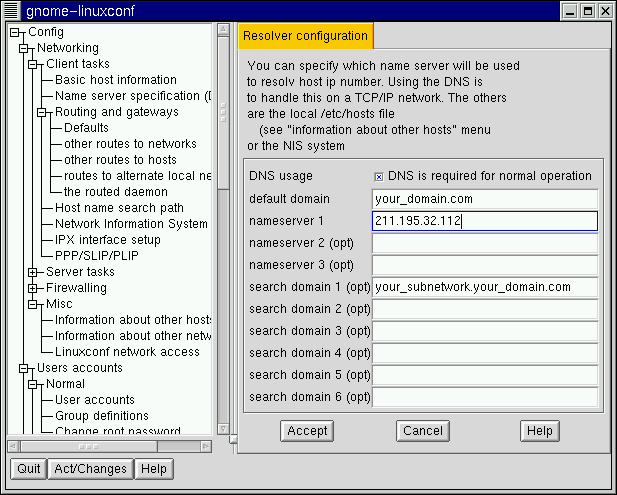 gnome-linuxconf
Config
Networking
Client tasks
Basic host information
Name server specification (D
Routing and gateways
Defaults
other routes to networks
other routes to hosts
routes to alternate local ne
the routed daemon
Host name search path
Network Information System
IPX interface setup
PPP/SLIP/PLIP
Server tasks
Firewalling
Misc
Information about other hosts
Information about other netw
Linuxconf network access
Users accounts
Normal
User accounts
Group definitions
Change root password
Quit Act/Changes Help
Resolver configuration
You can specify which name server will be used
to resolv host ip number. Using the DNS is
to handle this on a TCP/IP network. The others
are the local /etc/hosts file
(see "information about other hosts" menu
or the NIS system
DNS usage DNS is required for normal operation
default domain your_domain.com
nameserver 1 211.195.32.112
nameserver 2 (opt)
nameserver 3 (opt)
search domain 1 (opt) your_subnetwork.your_domain.com
search domain 2 (opt)
search domain 3 (opt)
search domain 4 (opt)
search domain 5 (opt)
search domain 6 (opt)
Accept Cancel Help